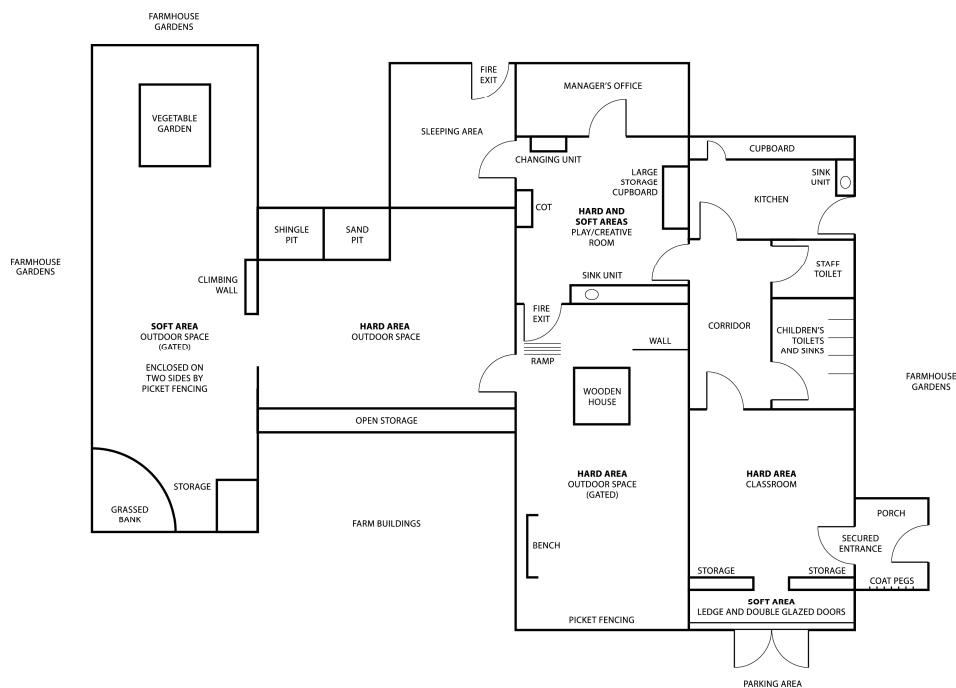 FARMHOUSE
GARDENS
VEGETABLE
GARDEN
FIRE
EXIT
SLEEPING AREA
MANAGER'S OFFICE
CHANGING UNIT
COT
LARGE
STORAGE
CUPBOARD
HARD AND
SOFT AREAS
PLAY/CREATIVE
ROOM
SINK UNIT
CUPBOARD
SINK
UNIT
KITCHEN
STAFF
TOILET
CORRIDOR
CHILDREN'S
TOILETS
AND SINKS
FARMHOUSE
GARDENS
SHINGLE
PIT
SAND
PIT
CLIMBING
WALL
SOFT AREA
OUTDOOR SPACE
(GATED)
ENCLOSED ON
TWO SIDES BY
PICKET FENCING
HARD AREA
OUTDOOR SPACE
FIRE
EXIT
RAMP
WALL
WOODEN
HOUSE
FARMHOUSE
GARDENS
OPEN STORAGE
STORAGE
GRASSED
BANK
FARM BUILDINGS
HARD AREA
OUTDOOR SPACE
(GATED)
BENCH
PICKET FENCING
HARD AREA
CLASSROOM
PORCH
SECURED
ENTRANCE
COAT PEGS
STORAGE
STORAGE
SOFT AREA
LEDGE AND DOUBLE GLAZED DOORS
PARKING AREA